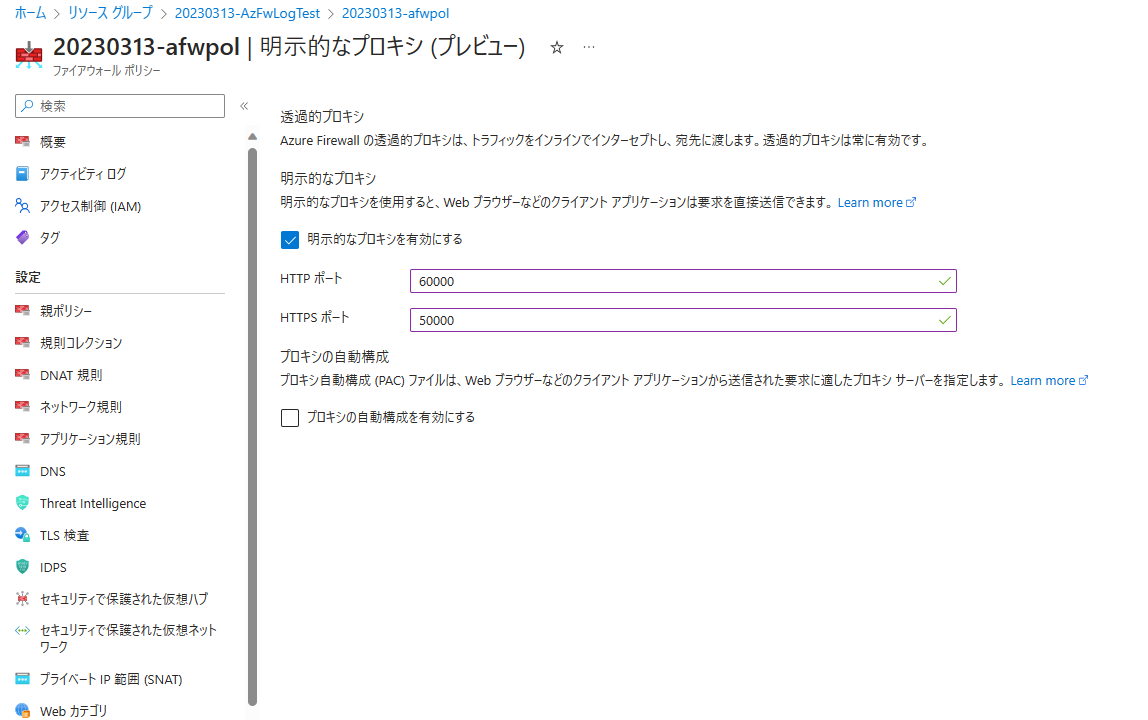 ホーム > リソース グループ > 20230313-AzFwLogTest > 20230313-afwpol
20230313-afwpol | 明示的なプロキシ (プレビュー) ☆ …
ファイアウォール ポリシー
検索 «
概要
アクティビティ ログ
アクセス制御 (IAM)
タグ
設定
親ポリシー
規則コレクション
DNAT 規則
ネットワーク規則
アプリケーション規則
DNS
Threat Intelligence
TLS 検査
IDPS
セキュリティで保護された仮想ハブ
セキュリティで保護された仮想ネット
ワーク
プライベート IP 範囲 (SNAT)
Web カテゴリ
透過的プロキシ
Azure Firewall の透過的プロキシは、トラフィックをインラインでインターセプトし、宛先に渡します。透過的プロキシは常に有効です。
明示的なプロキシ
明示的なプロキシを使用すると、Web ブラウザーなどのクライアント アプリケーションは要求を直接送信できます。 Learn more
明示的なプロキシを有効にする
HTTP ポート 60000
HTTPS ポート 50000
プロキシの自動構成
プロキシ自動構成 (PAC) ファイルは、Web ブラウザーなどのクライアント アプリケーションから送信された要求に適したプロキシ サーバーを指定します。 Learn more
プロキシの自動構成を有効にする